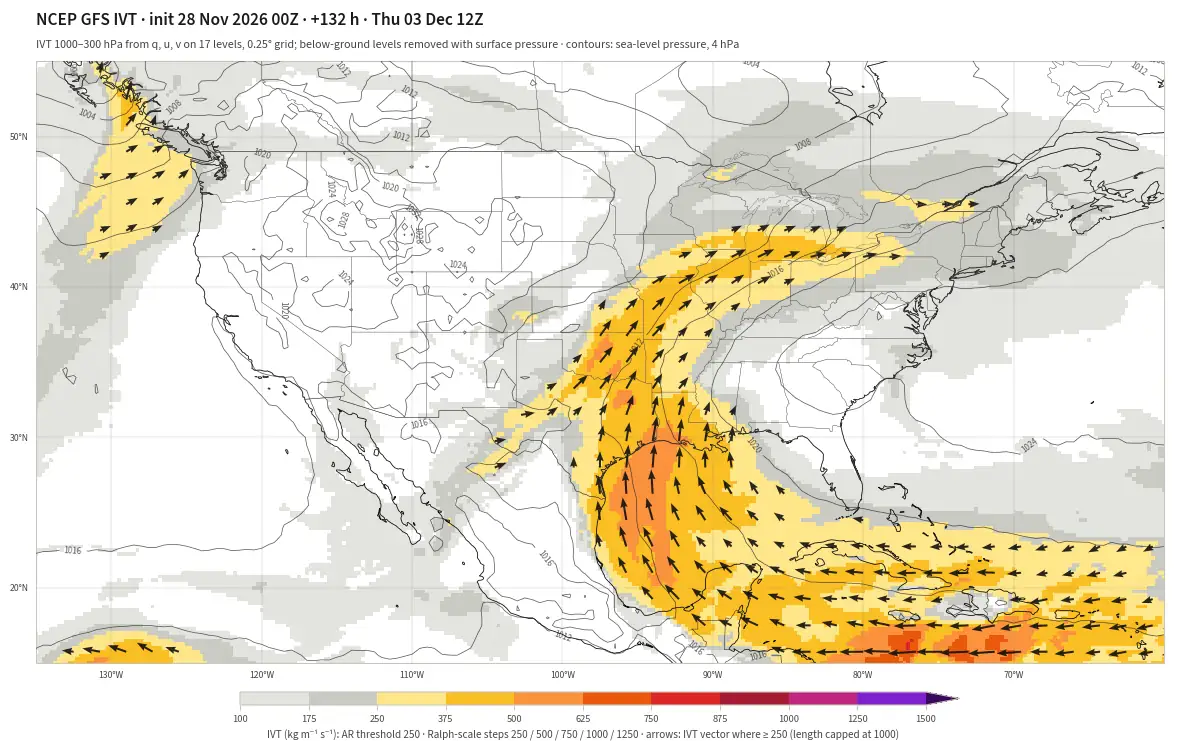 NCEP GFS IVT · init 28 Nov 2026 00Z · +132 h · Thu 03 Dec 12Z
IVT 1000–300 hPa from q, u, v on 17 levels, 0.25° grid; below-ground levels removed with surface pressure · contours: sea-level pressure, 4 hPa
1012
1004
1012
1012
1008
1004
50°N
1012
1008
1020
1020
1024
1028
1028
1024
1024
1016
40°N
1020
1012
1016
30°N
1020
1024
1016
1016
20°N
1012
1016
1016
130°W 120°W 110°W 100°W 90°W 80°W 70°W
100 175 250 375 500 625 750 875 1000 1250 1500
IVT (kg m⁻¹ s⁻¹): AR threshold 250 · Ralph-scale steps 250 / 500 / 750 / 1000 / 1250 · arrows: IVT vector where ≥ 250 (length capped at 1000)